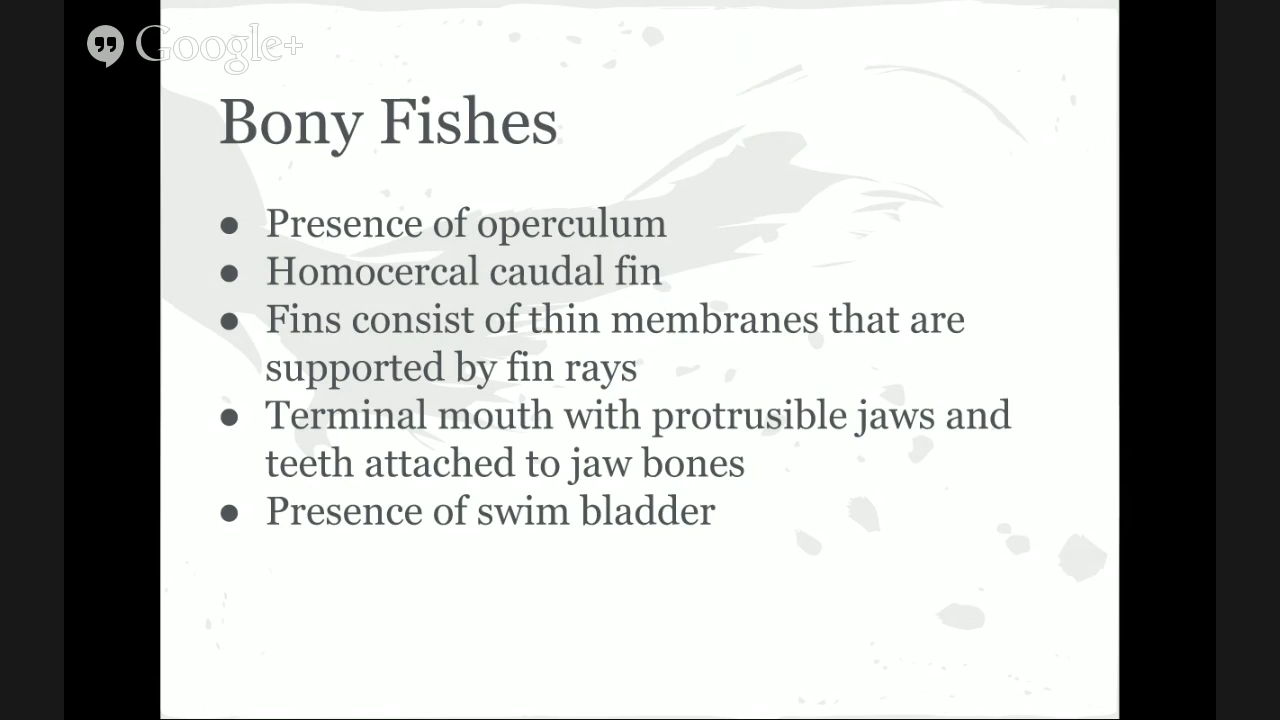 Google+
Bony Fishes
● Presence of operculum
● Homocercal caudal fin
● Fins consist of thin membranes that are
supported by fin rays
● Terminal mouth with protrusible jaws and
teeth attached to jaw bones
● Presence of swim bladder